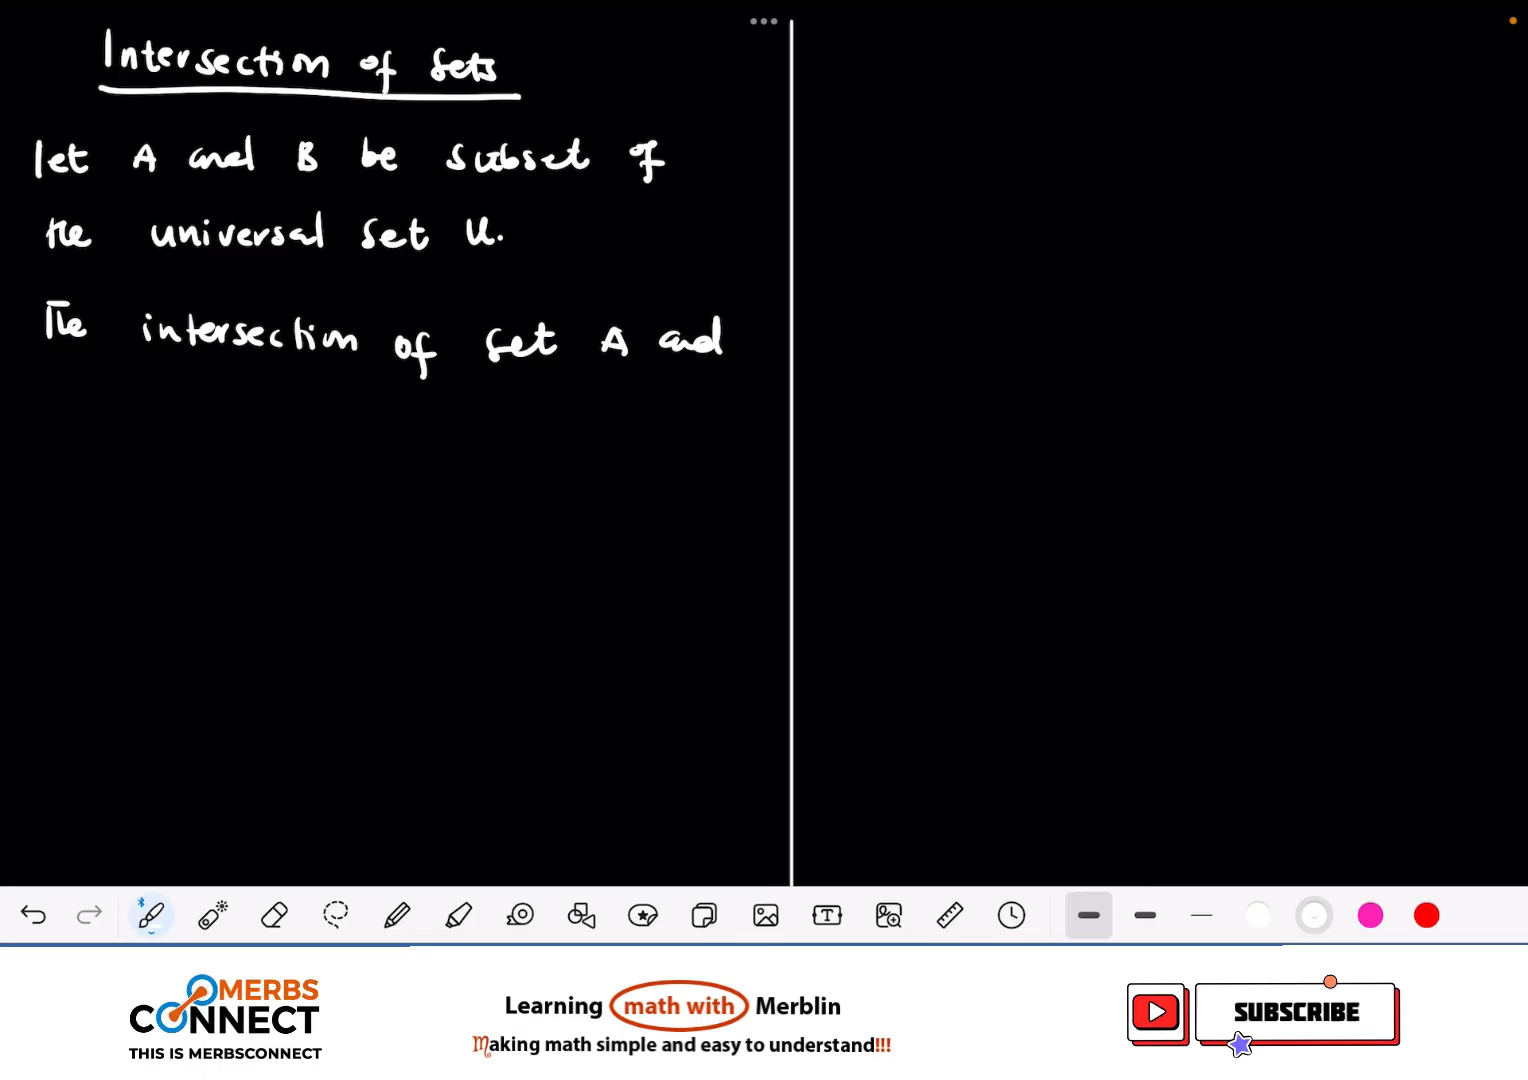 Intersection of Sets
let A and B be subset of
the universal set U.
The intersection of set A and
MERBS
CONNECT
THIS IS MERBSCONNECT
Learning math with Merblin
Making math simple and easy to understand!!!
SUBSCRIBE